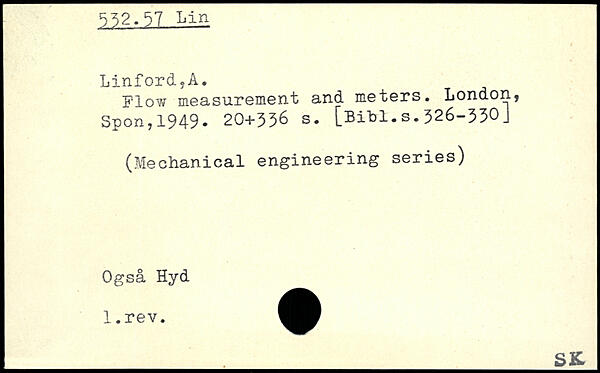 532.57 Lin
Linford,A.
Flow measurement and meters. London,
Spon,1949. 20+336 s. [Bibl.s.326-330]
(Mechanical engineering series)
Også Hyd
1.rev.
SK